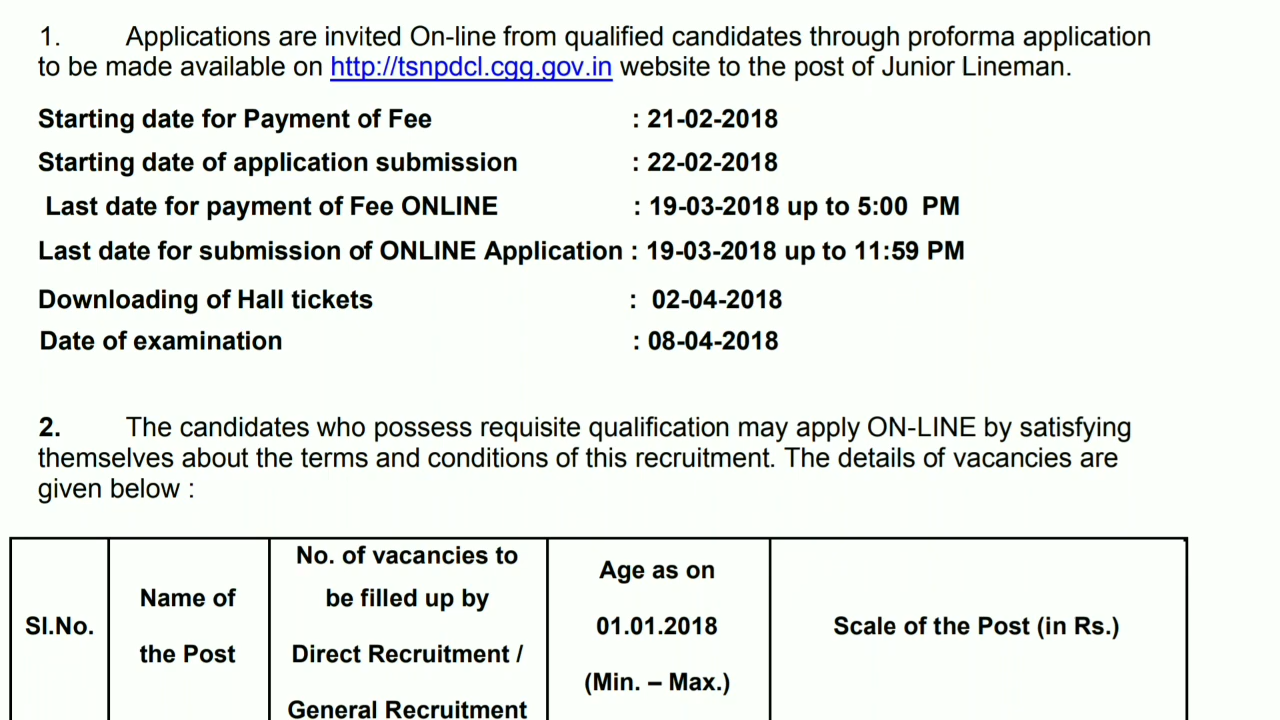 1. Applications are invited On-line from qualified candidates through proforma application
to be made available on http://tsnpdcl.cgg.gov.in website to the post of Junior Lineman.
Starting date for Payment of Fee : 21-02-2018
Starting date of application submission : 22-02-2018
Last date for payment of Fee ONLINE : 19-03-2018 up to 5:00 PM
Last date for submission of ONLINE Application : 19-03-2018 up to 11:59 PM
Downloading of Hall tickets : 02-04-2018
Date of examination : 08-04-2018
2. The candidates who possess requisite qualification may apply ON-LINE by satisfying
themselves about the terms and conditions of this recruitment. The details of vacancies are
given below :
Sl.No.
Name of
the Post
No. of vacancies to
be filled up by
Direct Recruitment /
General Recruitment
Age as on
01.01.2018
(Min. – Max.)
Scale of the Post (in Rs.)